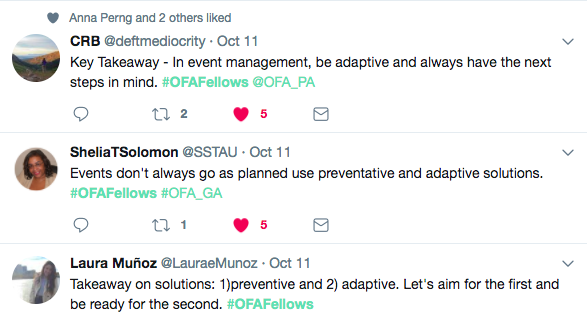 Anna Perng and 2 others liked
CRB @deftmediocrity · Oct 11
Key Takeaway - In event management, be adaptive and always have the next
steps in mind. #OFAFellows @OFA_PA
2 5
SheliaTSolomon @SSTAU · Oct 11
Events don't always go as planned use preventative and adaptive solutions.
#OFAFellows #OFA_GA
1 5
Laura Muñoz @LauraeMunoz · Oct 11
Takeaway on solutions: 1)preventive and 2) adaptive. Let's aim for the first and
be ready for the second. #OFAFellows